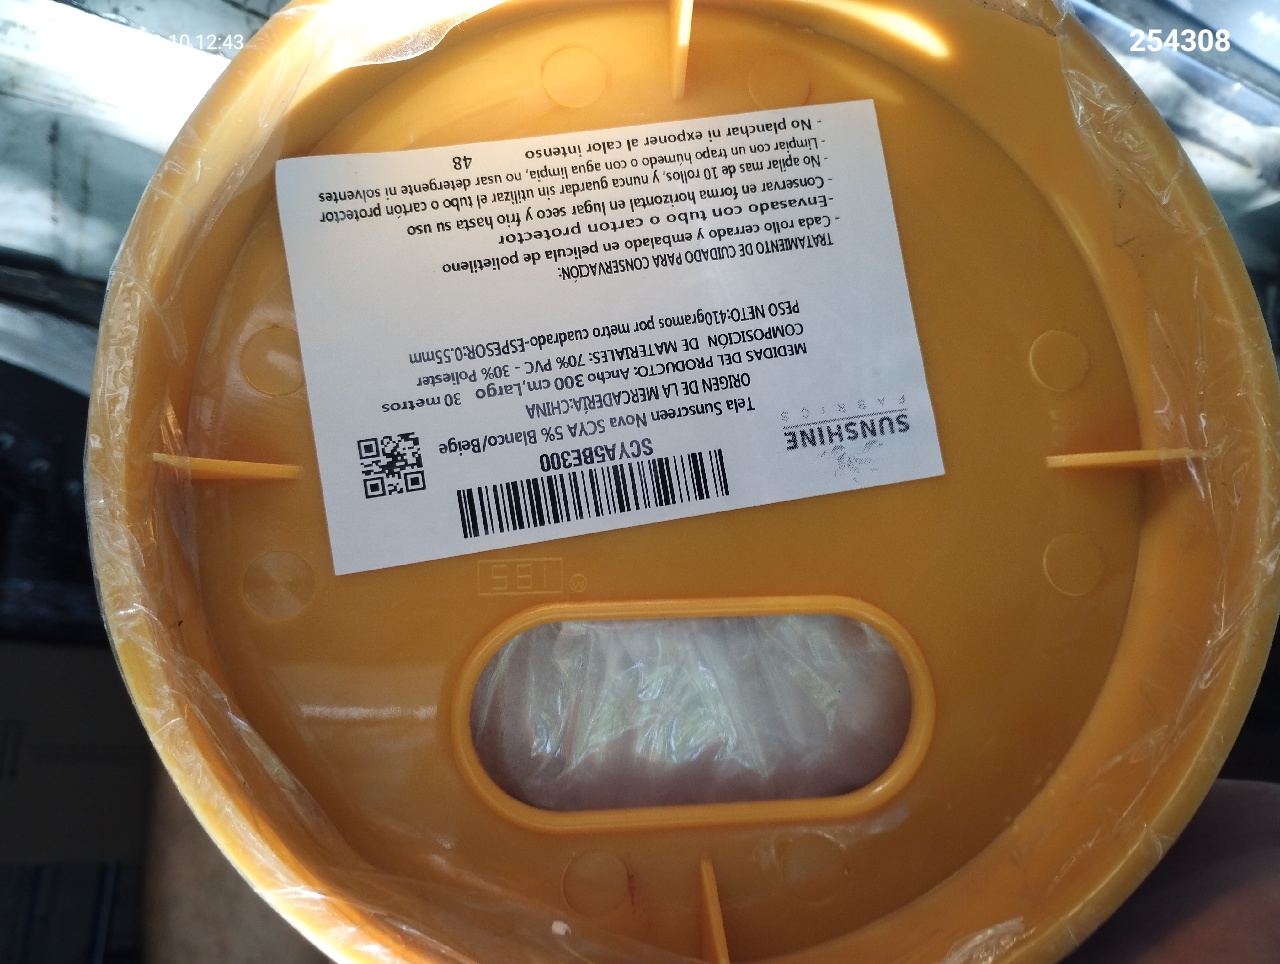 10.12:43
254308
SUNSHINE
FABRICS
SCYA5BE300
Tela Sunscreen Nova SCYA 5% Blanco/Beige
ORIGEN DE LA MERCADERÍA:CHINA
MEDIDAS DEL PRODUCTO: Ancho 300 cm,Largo 30 metros
COMPOSICIÓN DE MATERIALES: 70% PVC - 30% Poliester
PESO NETO:410gramos por metro cuadrado-ESPESOR:0.55mm
TRATAMIENTO DE CUIDADO PARA CONSERVACIÓN:
- Cada rollo cerrado y embalado en película de polietileno
-Envasado con tubo o carton protector
- Conservar en forma horizontal en lugar seco y frío hasta su uso
- No apilar mas de 10 rollos, y nunca guardar sin utilizar el tubo o cartón protector
- Limpiar con un trapo húmedo o con agua limpia, no usar detergente ni solventes
- No planchar ni exponer al calor intenso 48